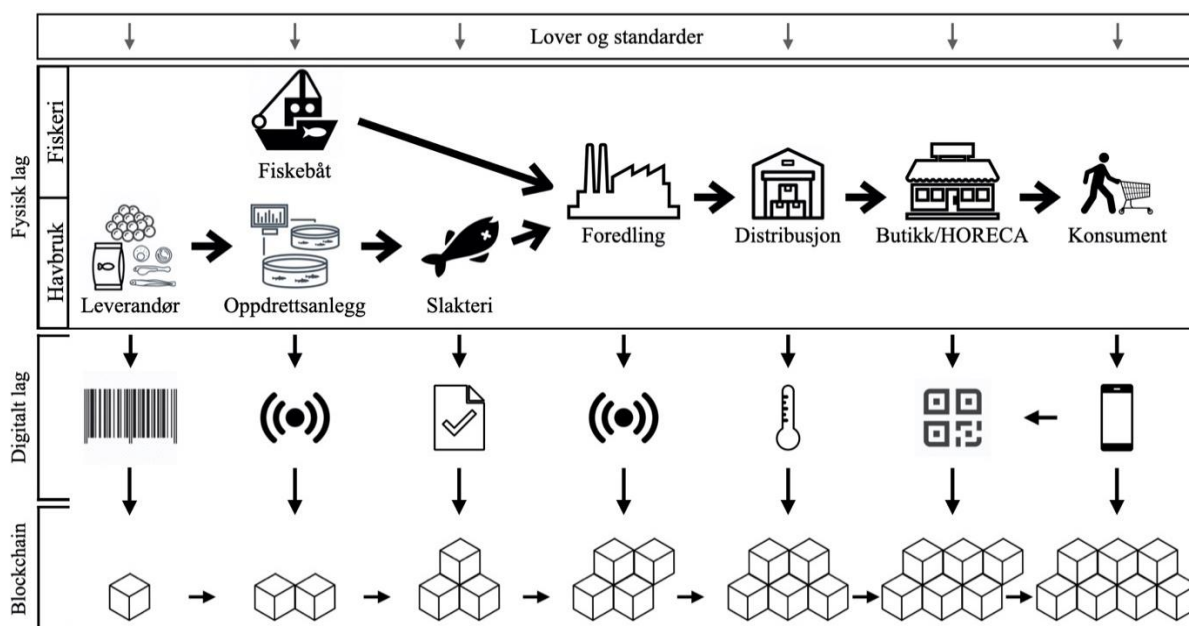 Lover og standarder
Fysisk lag
Fiskeri
Fiskebåt
Havbruk
Leverandør
Oppdrettsanlegg
Slakteri
Foredling
Distribusjon
Butikk/HORECA
Konsument
Digitalt lag
Blockchain